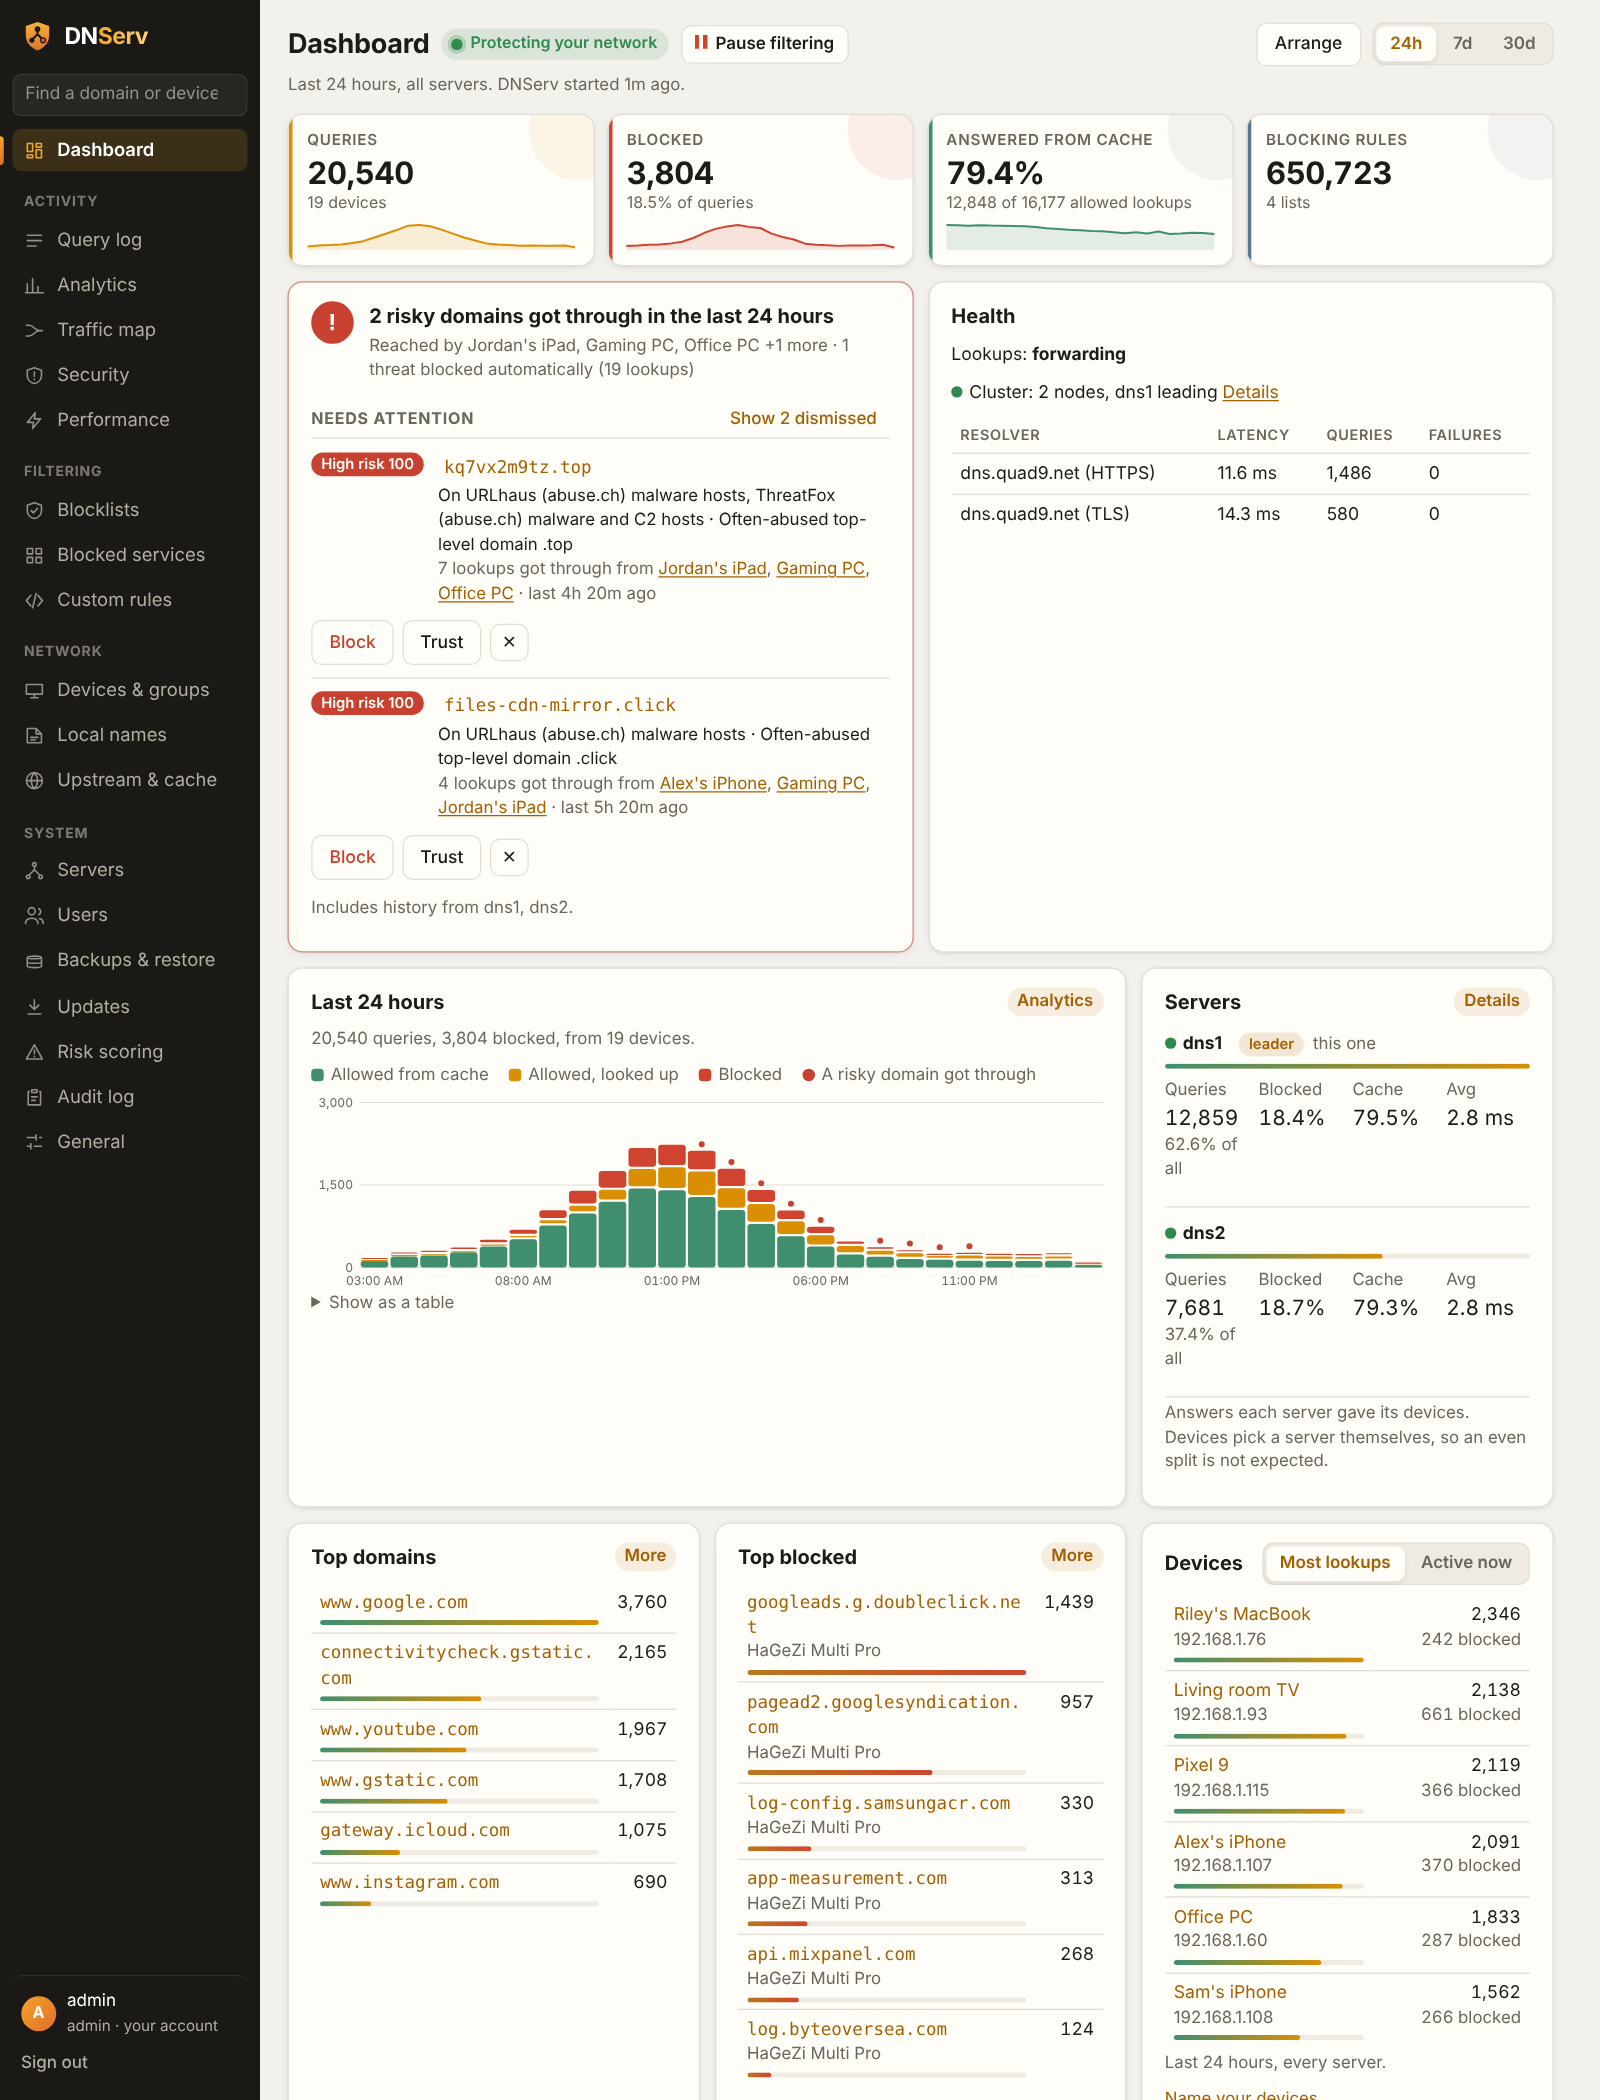 DNServ
Find a domain or device
Dashboard
ACTIVITY
Query log
Analytics
Traffic map
Security
Performance
FILTERING
Blocklists
Blocked services
Custom rules
NETWORK
Devices & groups
Local names
Upstream & cache
SYSTEM
Servers
Users
Backups & restore
Updates
Risk scoring
Audit log
General
A
admin
admin · your account
Sign out
Dashboard
Protecting your network
Pause filtering
Arrange
24h
7d
30d
Last 24 hours, all servers. DNServ started 1m ago.
QUERIES
20,540
19 devices
BLOCKED
3,804
18.5% of queries
ANSWERED FROM CACHE
79.4%
12,848 of 16,177 allowed lookups
BLOCKING RULES
650,723
4 lists
!
2 risky domains got through in the last 24 hours
Reached by Jordan's iPad, Gaming PC, Office PC +1 more · 1
threat blocked automatically (19 lookups)
NEEDS ATTENTION
Show 2 dismissed
High risk 100
kq7vx2m9tz.top
On URLhaus (abuse.ch) malware hosts, ThreatFox
(abuse.ch) malware and C2 hosts · Often-abused top-
level domain .top
7 lookups got through from Jordan's iPad, Gaming PC,
Office PC · last 4h 20m ago
Block
Trust
✕
High risk 100
files-cdn-mirror.click
On URLhaus (abuse.ch) malware hosts · Often-abused
top-level domain .click
4 lookups got through from Alex's iPhone, Gaming PC,
Jordan's iPad · last 5h 20m ago
Block
Trust
✕
Includes history from dns1, dns2.
Health
Lookups: forwarding
Cluster: 2 nodes, dns1 leading Details
RESOLVER LATENCY QUERIES FAILURES
dns.quad9.net (HTTPS) 11.6 ms 1,486 0
dns.quad9.net (TLS) 14.3 ms 580 0
Last 24 hours
Analytics
20,540 queries, 3,804 blocked, from 19 devices.
Allowed from cache
Allowed, looked up
Blocked
A risky domain got through
3,000
1,500
0
03:00 AM
08:00 AM
01:00 PM
06:00 PM
11:00 PM
Show as a table
Servers
Details
dns1 leader this one
Queries Blocked Cache Avg
12,859 18.4% 79.5% 2.8 ms
62.6% of
all
dns2
Queries Blocked Cache Avg
7,681 18.7% 79.3% 2.8 ms
37.4% of
all
Answers each server gave its devices.
Devices pick a server themselves, so an even
split is not expected.
Top domains
More
www.google.com 3,760
connectivitycheck.gstatic. 2,165
com
www.youtube.com 1,967
www.gstatic.com 1,708
gateway.icloud.com 1,075
www.instagram.com 690
Top blocked
More
googleads.g.doubleclick.ne 1,439
t
HaGeZi Multi Pro
pagead2.googlesyndication. 957
com
HaGeZi Multi Pro
log-config.samsungacr.com 330
HaGeZi Multi Pro
app-measurement.com 313
HaGeZi Multi Pro
api.mixpanel.com 268
HaGeZi Multi Pro
log.byteoversea.com 124
HaGeZi Multi Pro
Devices
Most lookups
Active now
Riley's MacBook 2,346
192.168.1.76 242 blocked
Living room TV 2,138
192.168.1.93 661 blocked
Pixel 9 2,119
192.168.1.115 366 blocked
Alex's iPhone 2,091
192.168.1.107 370 blocked
Office PC 1,833
192.168.1.60 287 blocked
Sam's iPhone 1,562
192.168.1.108 266 blocked
Last 24 hours, every server.
Name your devices